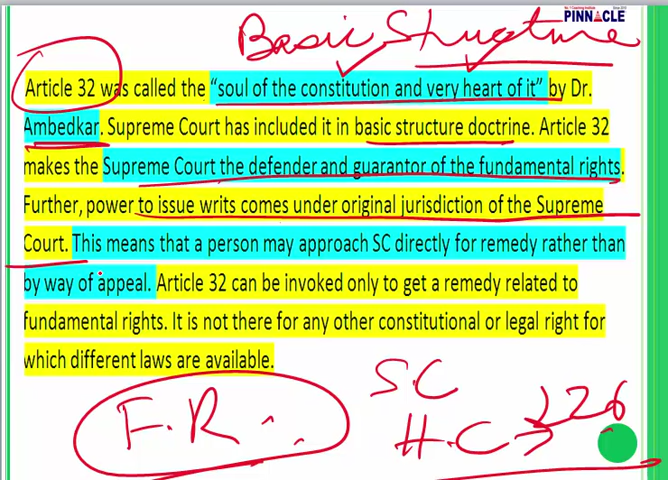 PINNACLE
Basic Structure
Article 32 was called the “soul of the constitution and very heart of it” by Dr.
Ambedkar. Supreme Court has included it in basic structure doctrine. Article 32
makes the Supreme Court the defender and guarantor of the fundamental rights.
Further, power to issue writs comes under original jurisdiction of the Supreme
Court. This means that a person may approach SC directly for remedy rather than
by way of appeal. Article 32 can be invoked only to get a remedy related to
fundamental rights. It is not there for any other constitutional or legal right for
which different laws are available.
S.C
F.R.
H.C → 226